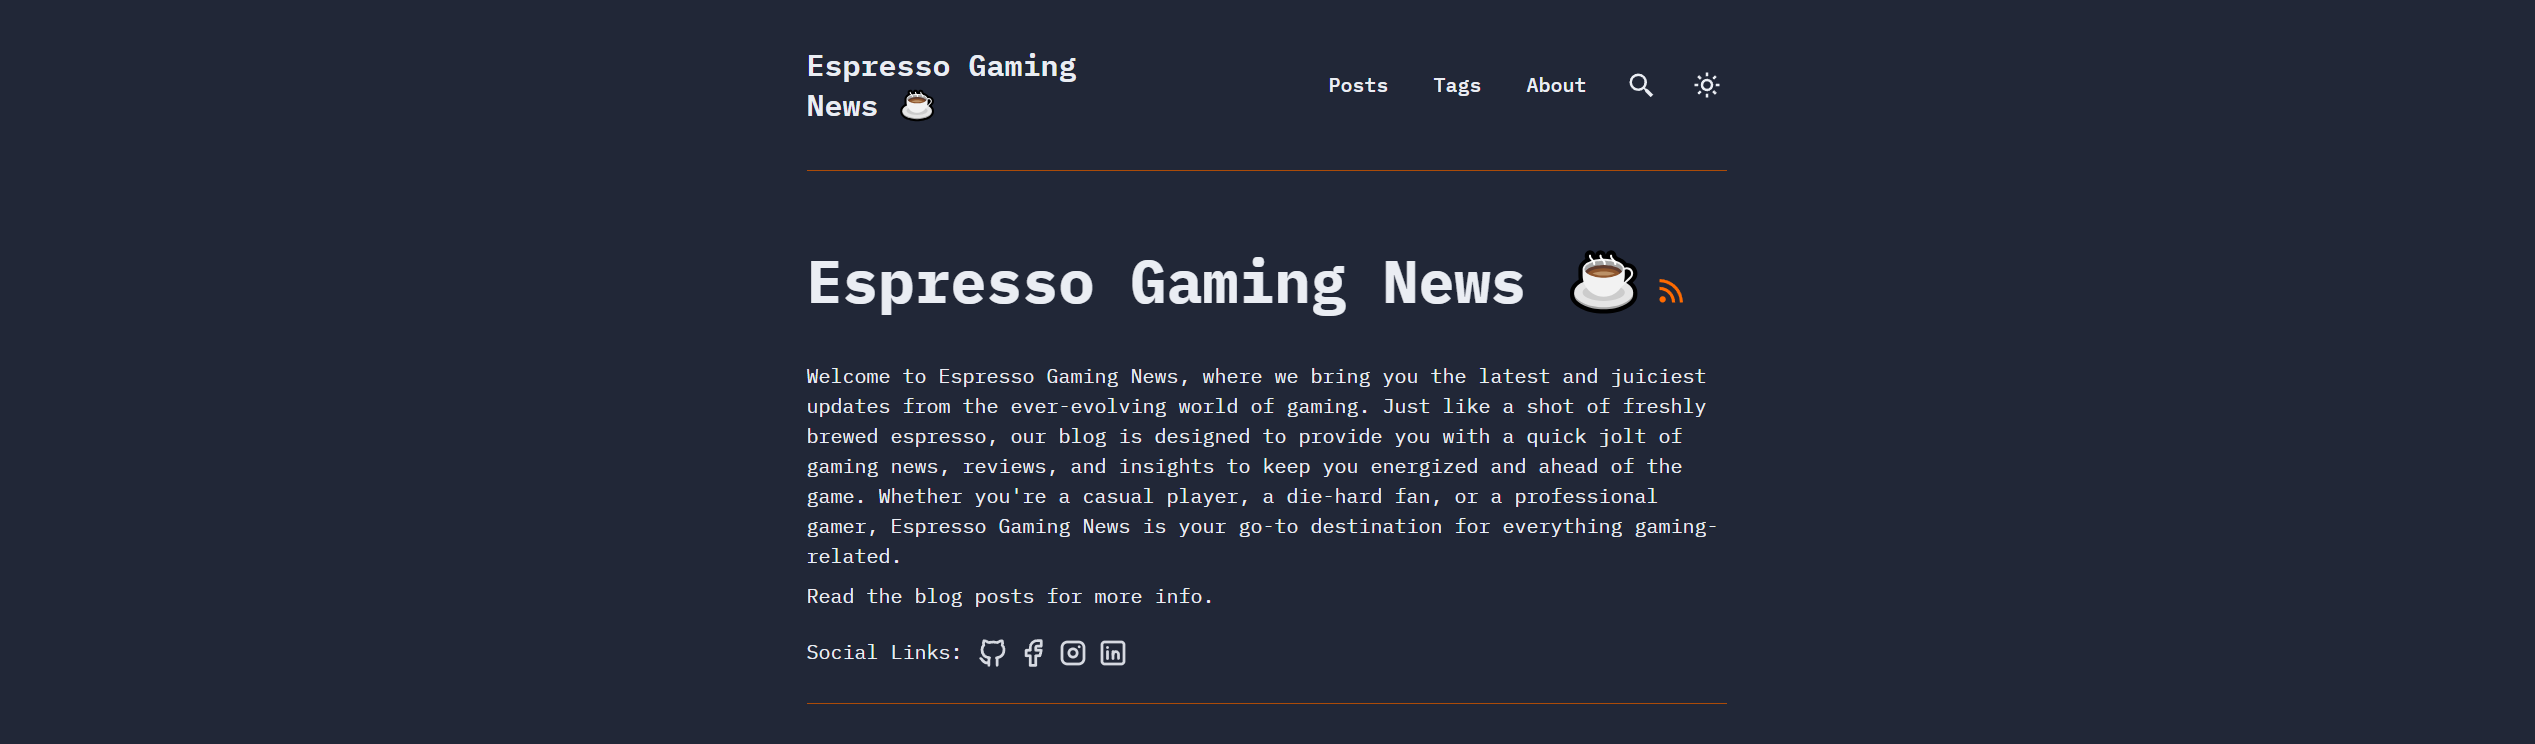 Espresso Gaming
News ☕
Posts Tags About
Espresso Gaming News ☕
Welcome to Espresso Gaming News, where we bring you the latest and juiciest
updates from the ever-evolving world of gaming. Just like a shot of freshly
brewed espresso, our blog is designed to provide you with a quick jolt of
gaming news, reviews, and insights to keep you energized and ahead of the
game. Whether you're a casual player, a die-hard fan, or a professional
gamer, Espresso Gaming News is your go-to destination for everything gaming-
related.
Read the blog posts for more info.
Social Links: